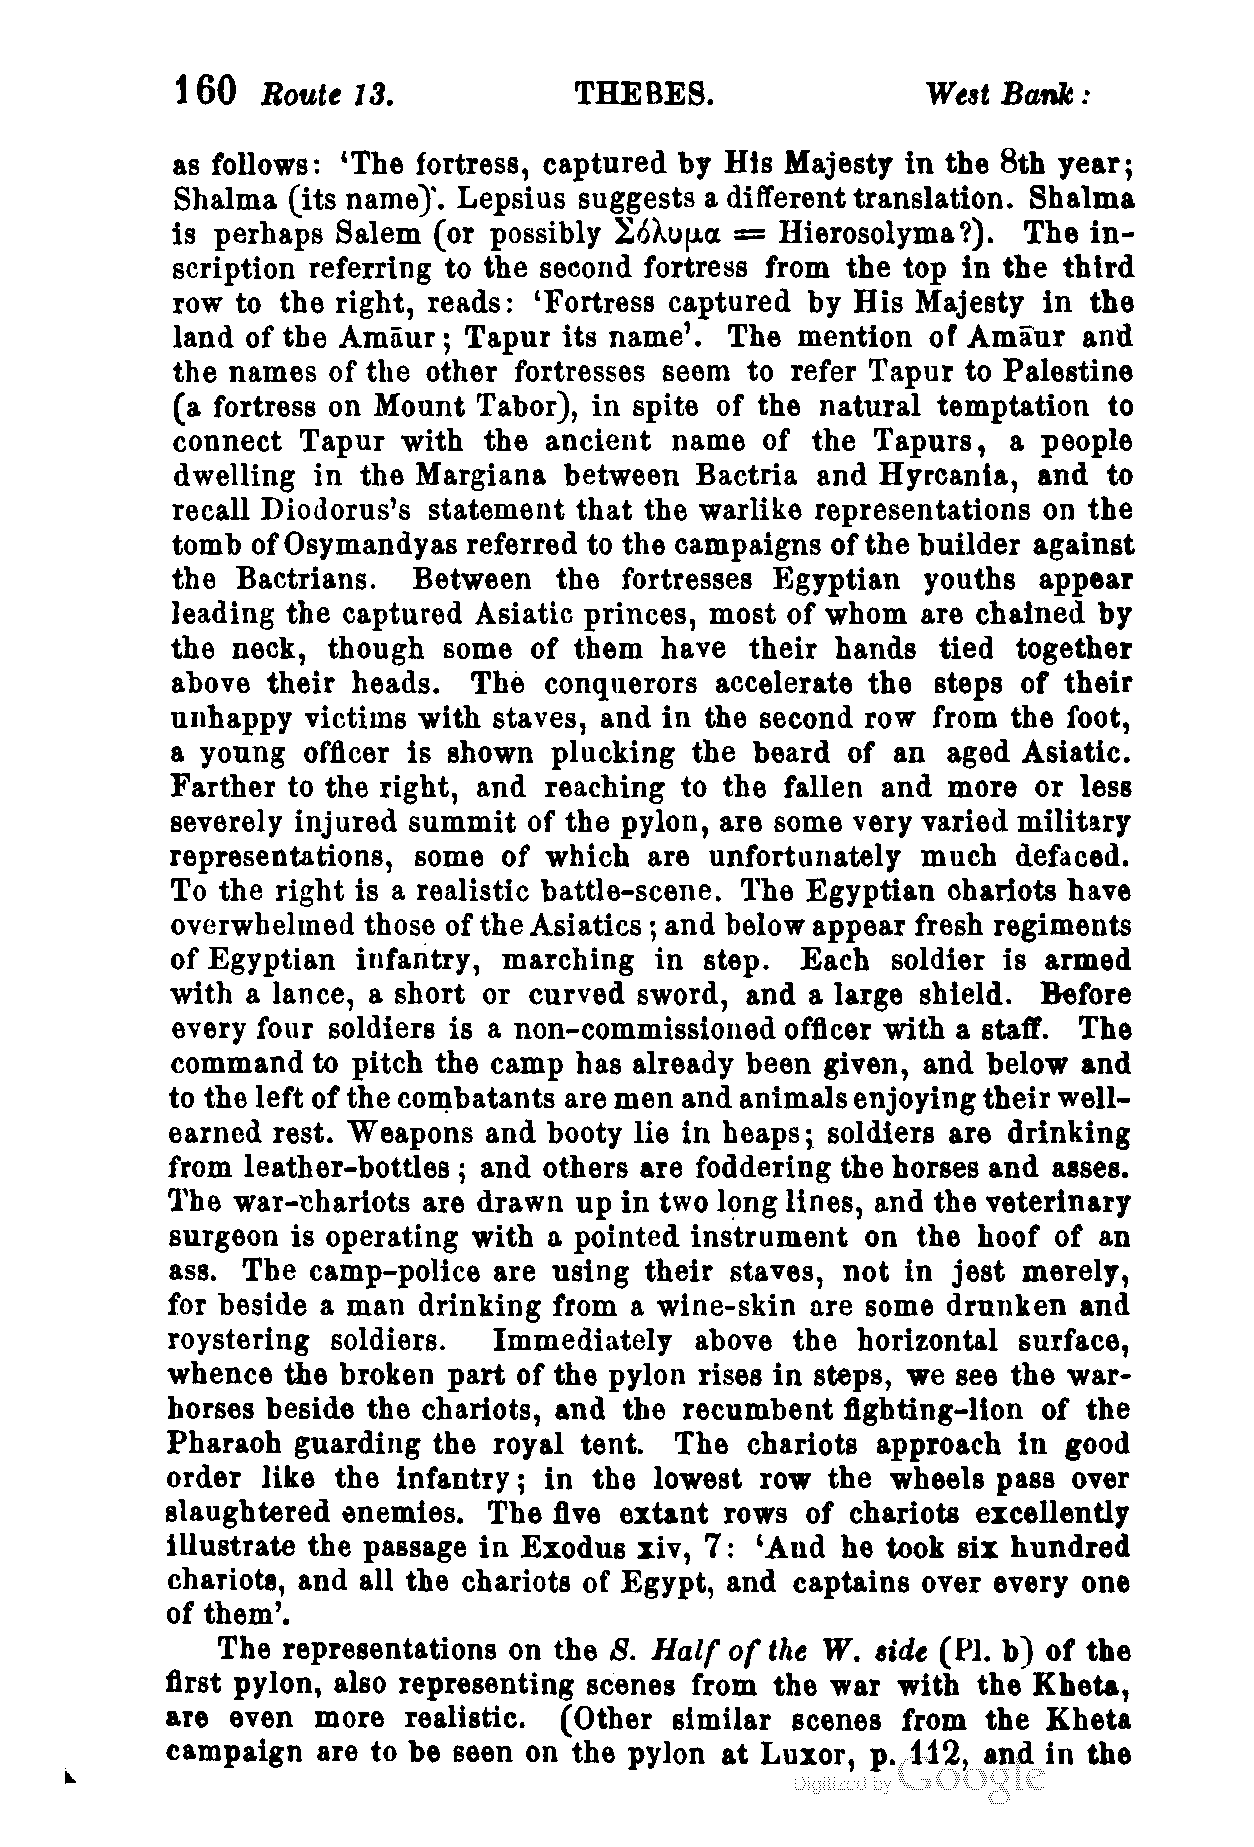 160 Route 13. THEBES. West Bank:
as follows: ‘The fortress, captured by His Majesty in the 8th year;
Shalma (its name)’. Lepsius suggests a different translation. Shalma
is perhaps Salem (or possibly Σόλυμα = Hierosolyma?). The in-
scription referring to the second fortress from the top in the third
row to the right, reads: ‘Fortress captured by His Majesty in the
land of the Amāur; Tapur its name’. The mention of Amāur and
the names of the other fortresses seem to refer Tapur to Palestine
(a fortress on Mount Tabor), in spite of the natural temptation to
connect Tapur with the ancient name of the Tapurs, a people
dwelling in the Margiana between Bactria and Hyrcania, and to
recall Diodorus’s statement that the warlike representations on the
tomb of Osymandyas referred to the campaigns of the builder against
the Bactrians. Between the fortresses Egyptian youths appear
leading the captured Asiatic princes, most of whom are chained by
the neck, though some of them have their hands tied together
above their heads. The conquerors accelerate the steps of their
unhappy victims with staves, and in the second row from the foot,
a young officer is shown plucking the beard of an aged Asiatic.
Farther to the right, and reaching to the fallen and more or less
severely injured summit of the pylon, are some very varied military
representations, some of which are unfortunately much defaced.
To the right is a realistic battle-scene. The Egyptian chariots have
overwhelmed those of the Asiatics; and below appear fresh regiments
of Egyptian infantry, marching in step. Each soldier is armed
with a lance, a short or curved sword, and a large shield. Before
every four soldiers is a non-commissioned officer with a staff. The
command to pitch the camp has already been given, and below and
to the left of the combatants are men and animals enjoying their well-
earned rest. Weapons and booty lie in heaps; soldiers are drinking
from leather-bottles; and others are foddering the horses and asses.
The war-chariots are drawn up in two long lines, and the veterinary
surgeon is operating with a pointed instrument on the hoof of an
ass. The camp-police are using their staves, not in jest merely,
for beside a man drinking from a wine-skin are some drunken and
roystering soldiers. Immediately above the horizontal surface,
whence the broken part of the pylon rises in steps, we see the war-
horses beside the chariots, and the recumbent fighting-lion of the
Pharaoh guarding the royal tent. The chariots approach in good
order like the infantry; in the lowest row the wheels pass over
slaughtered enemies. The five extant rows of chariots excellently
illustrate the passage in Exodus xiv, 7: ‘And he took six hundred
chariots, and all the chariots of Egypt, and captains over every one
of them’.
The representations on the S. Half of the W. side (Pl. b) of the
first pylon, also representing scenes from the war with the Kheta,
are even more realistic. (Other similar scenes from the Kheta
campaign are to be seen on the pylon at Luxor, p. 112, and in the
Digitized by Google